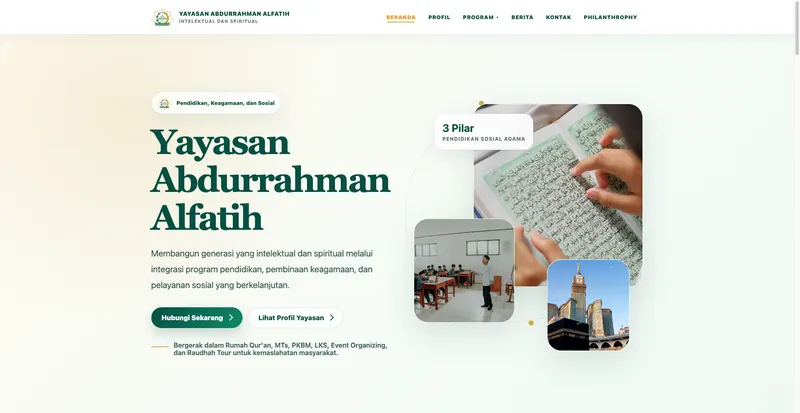 YAYASAN ABDURRAHMAN ALFATIH
INTELEKTUAL DAN SPIRITUAL
BERANDA
PROFIL
PROGRAM
BERITA
KONTAK
PHILANTHROPHY
Pendidikan, Keagamaan, dan Sosial
Yayasan
Abdurrahman
Alfatih
Membangun generasi yang intelektual dan spiritual melalui
integrasi program pendidikan, pembinaan keagamaan, dan
pelayanan sosial yang berkelanjutan.
Hubungi Sekarang
Lihat Profil Yayasan
Bergerak dalam Rumah Qur'an, MTs, PKBM, LKS, Event Organizing,
dan Raudhah Tour untuk kemaslahatan masyarakat.
3 Pilar
PENDIDIKAN SOSIAL AGAMA